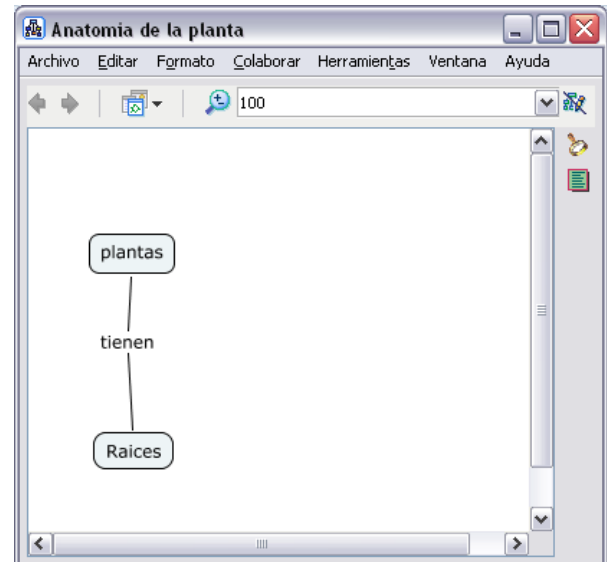 Anatomia de la planta
Archivo Editar Formato Colaborar Herramientas Ventana Ayuda
100
plantas
tienen
Raices